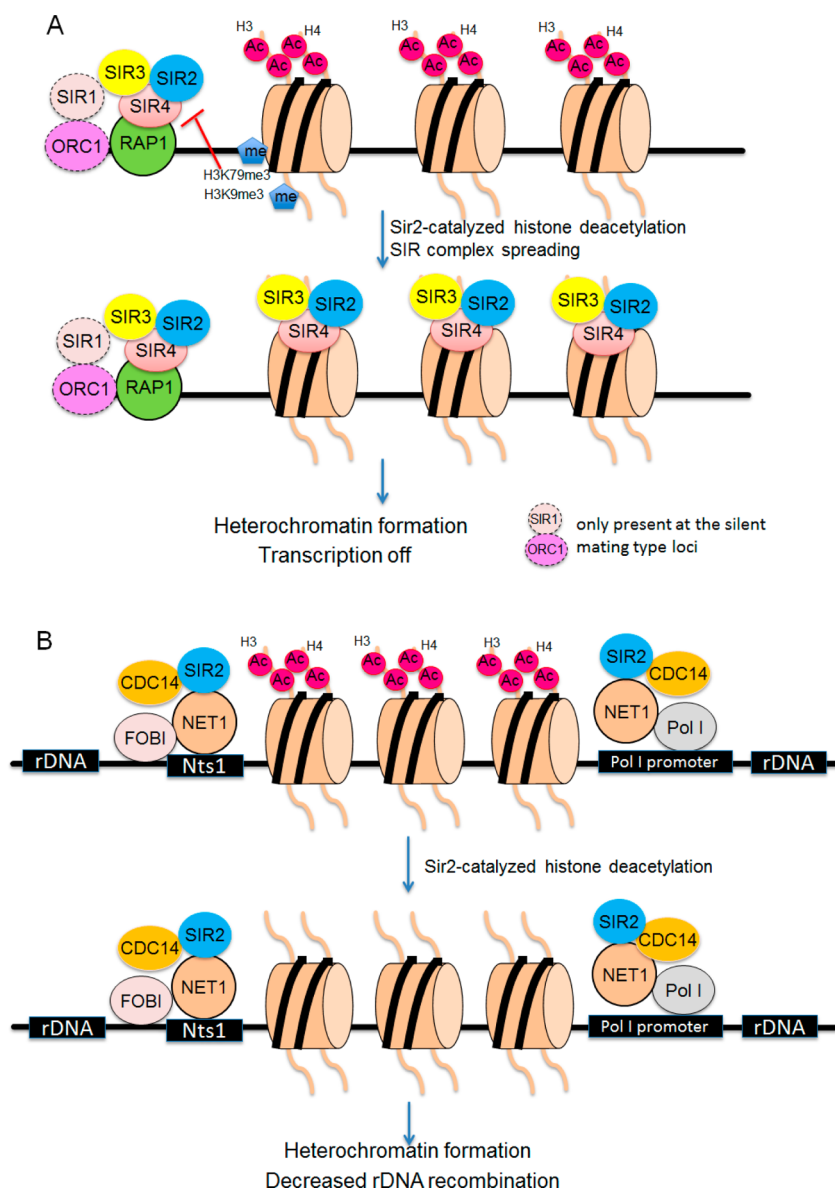 A
H3
H4
H3
H4
H3
H4
Ac
Ac
Ac
Ac
Ac
Ac
Ac
Ac
Ac
Ac
Ac
Ac
SIR3
SIR2
SIR1
SIR4
ORC1
RAP1
me
H3K79me3
H3K9me3
me
Sir2-catalyzed histone deacetylation
SIR complex spreading
SIR3
SIR2
SIR1
SIR4
ORC1
RAP1
SIR3
SIR2
SIR4
SIR3
SIR2
SIR4
SIR3
SIR2
SIR4
Heterochromatin formation
Transcription off
SIR1
ORC1
only present at the silent
mating type loci
B
H3
H4
H3
H4
H3
H4
Ac
Ac
Ac
Ac
Ac
Ac
Ac
Ac
Ac
Ac
Ac
Ac
CDC14
SIR2
FOBI
NET1
SIR2
CDC14
NET1
Pol I
rDNA
Nts1
Pol I promoter
rDNA
Sir2-catalyzed histone deacetylation
CDC14
SIR2
FOBI
NET1
SIR2
CDC14
NET1
Pol I
rDNA
Nts1
Pol I promoter
rDNA
Heterochromatin formation
Decreased rDNA recombination